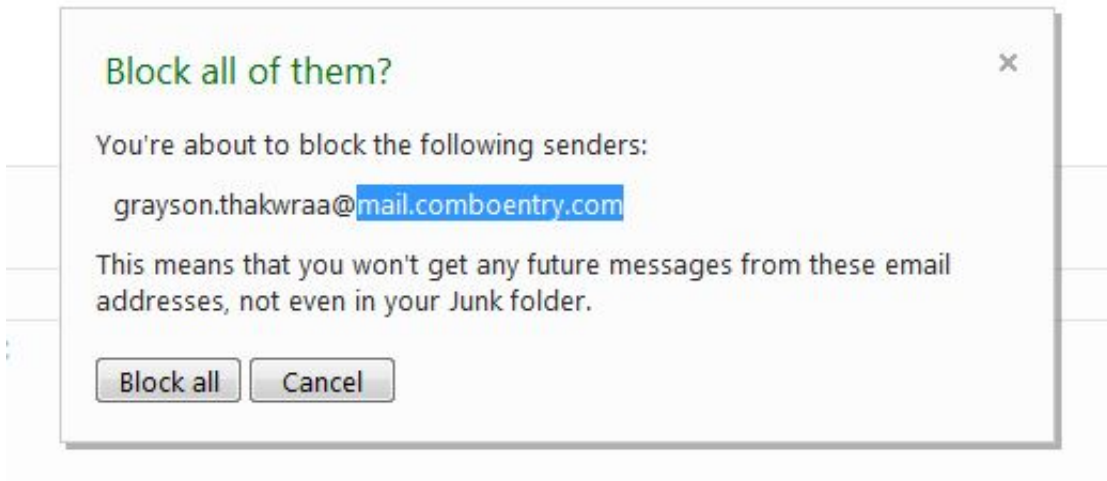 Block all of them?
×
You're about to block the following senders:
grayson.thakwraa@mail.comboentry.com
This means that you won't get any future messages from these email
addresses, not even in your Junk folder.
Block all
Cancel